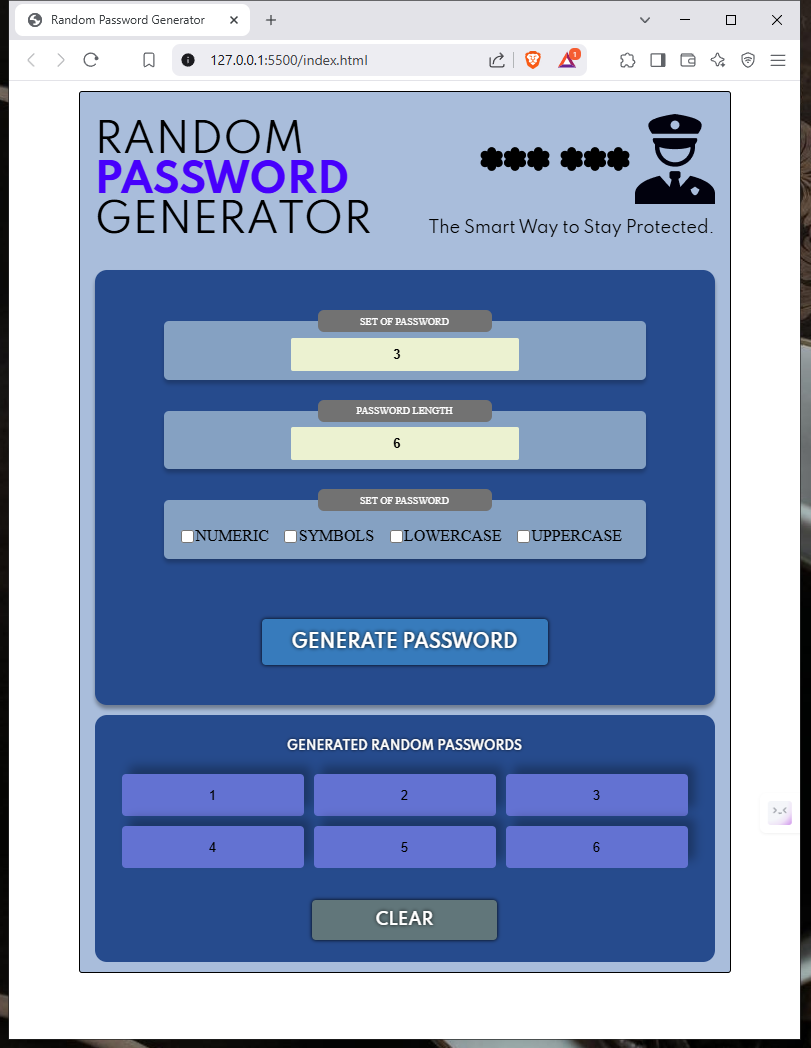 Random Password Generator
127.0.0.1:5500/index.html
1
RANDOM
PASSWORD
GENERATOR
The Smart Way to Stay Protected.
SET OF PASSWORD
3
PASSWORD LENGTH
6
SET OF PASSWORD
NUMERIC SYMBOLS LOWERCASE UPPERCASE
GENERATE PASSWORD
GENERATED RANDOM PASSWORDS
1 2 3
4 5 6
CLEAR